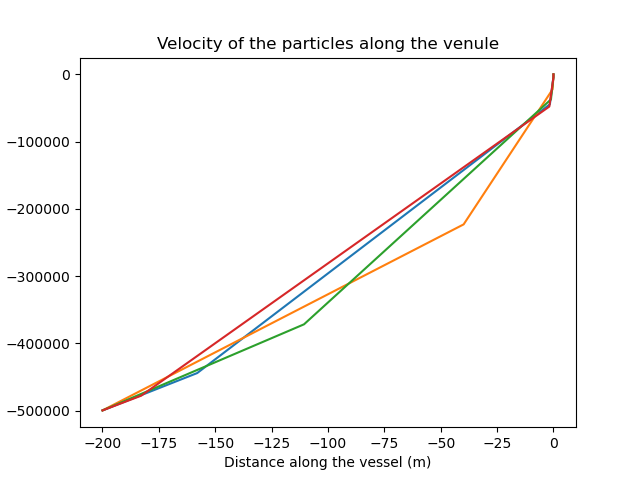 Velocity of the particles along the venule
0
−100000
−200000
−300000
−400000
−500000
−200 −175 −150 −125 −100 −75 −50 −25 0
Distance along the vessel (m)